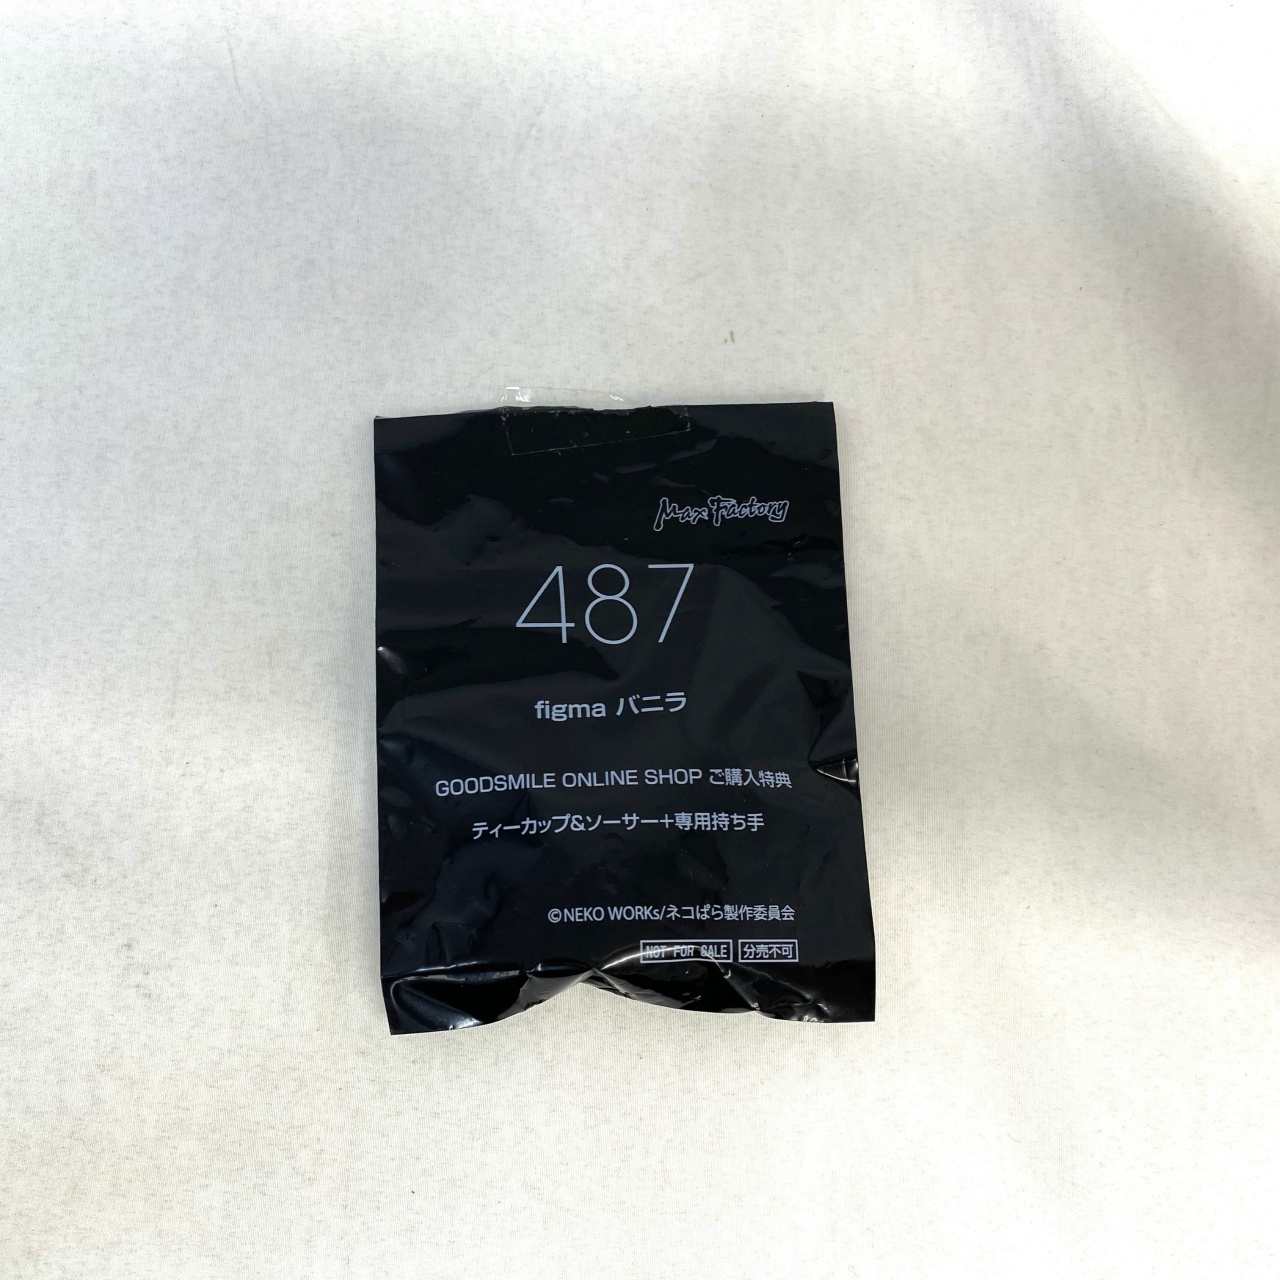 Max Factory
487
figma バニラ
GOODSMILE ONLINE SHOP ご購入特典
ティーカップ&ソーサー+専用持ち手
©NEKO WORKs/ネコぱら製作委員会
NOT FOR SALE 分売不可